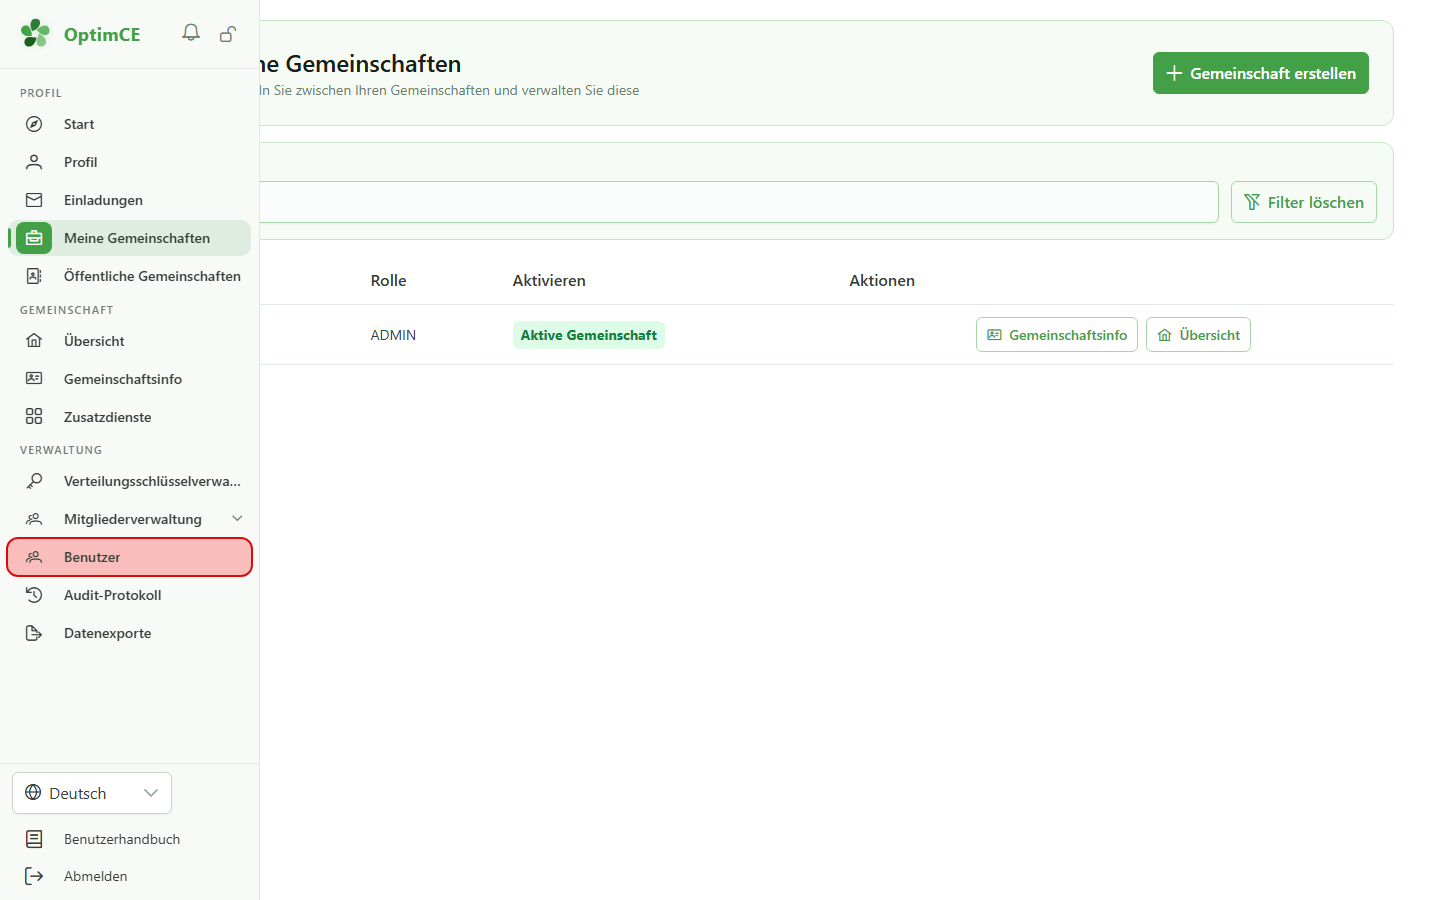 OptimCE
PROFIL
Start
Profil
Einladungen
Meine Gemeinschaften
Öffentliche Gemeinschaften
GEMEINSCHAFT
Übersicht
Gemeinschaftsinfo
Zusatzdienste
VERWALTUNG
Verteilungsschlüsselverwa...
Mitgliederverwaltung
Benutzer
Audit-Protokoll
Datenexporte
Deutsch
Benutzerhandbuch
Abmelden
Gemeinschaften
Sie zwischen Ihren Gemeinschaften und verwalten Sie diese
Gemeinschaft erstellen
Filter löschen
Rolle Aktivieren Aktionen
ADMIN Aktive Gemeinschaft Gemeinschaftsinfo Übersicht